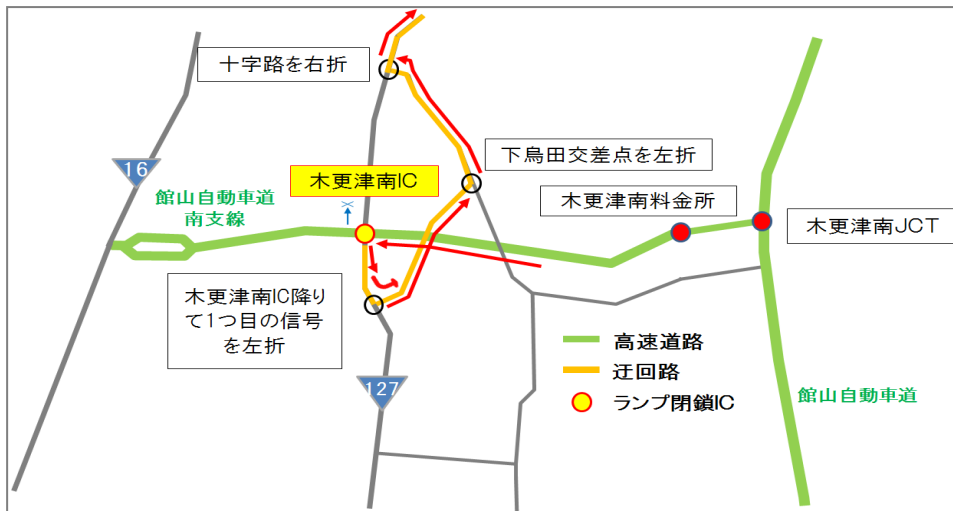 十字路を右折
16
下烏田交差点を左折
木更津南IC
館山自動車道
南支線
木更津南料金所
木更津南JCT
木更津南IC降り
て1つ目の信号
を左折
高速道路
迂回路
ランプ閉鎖IC
127
館山自動車道